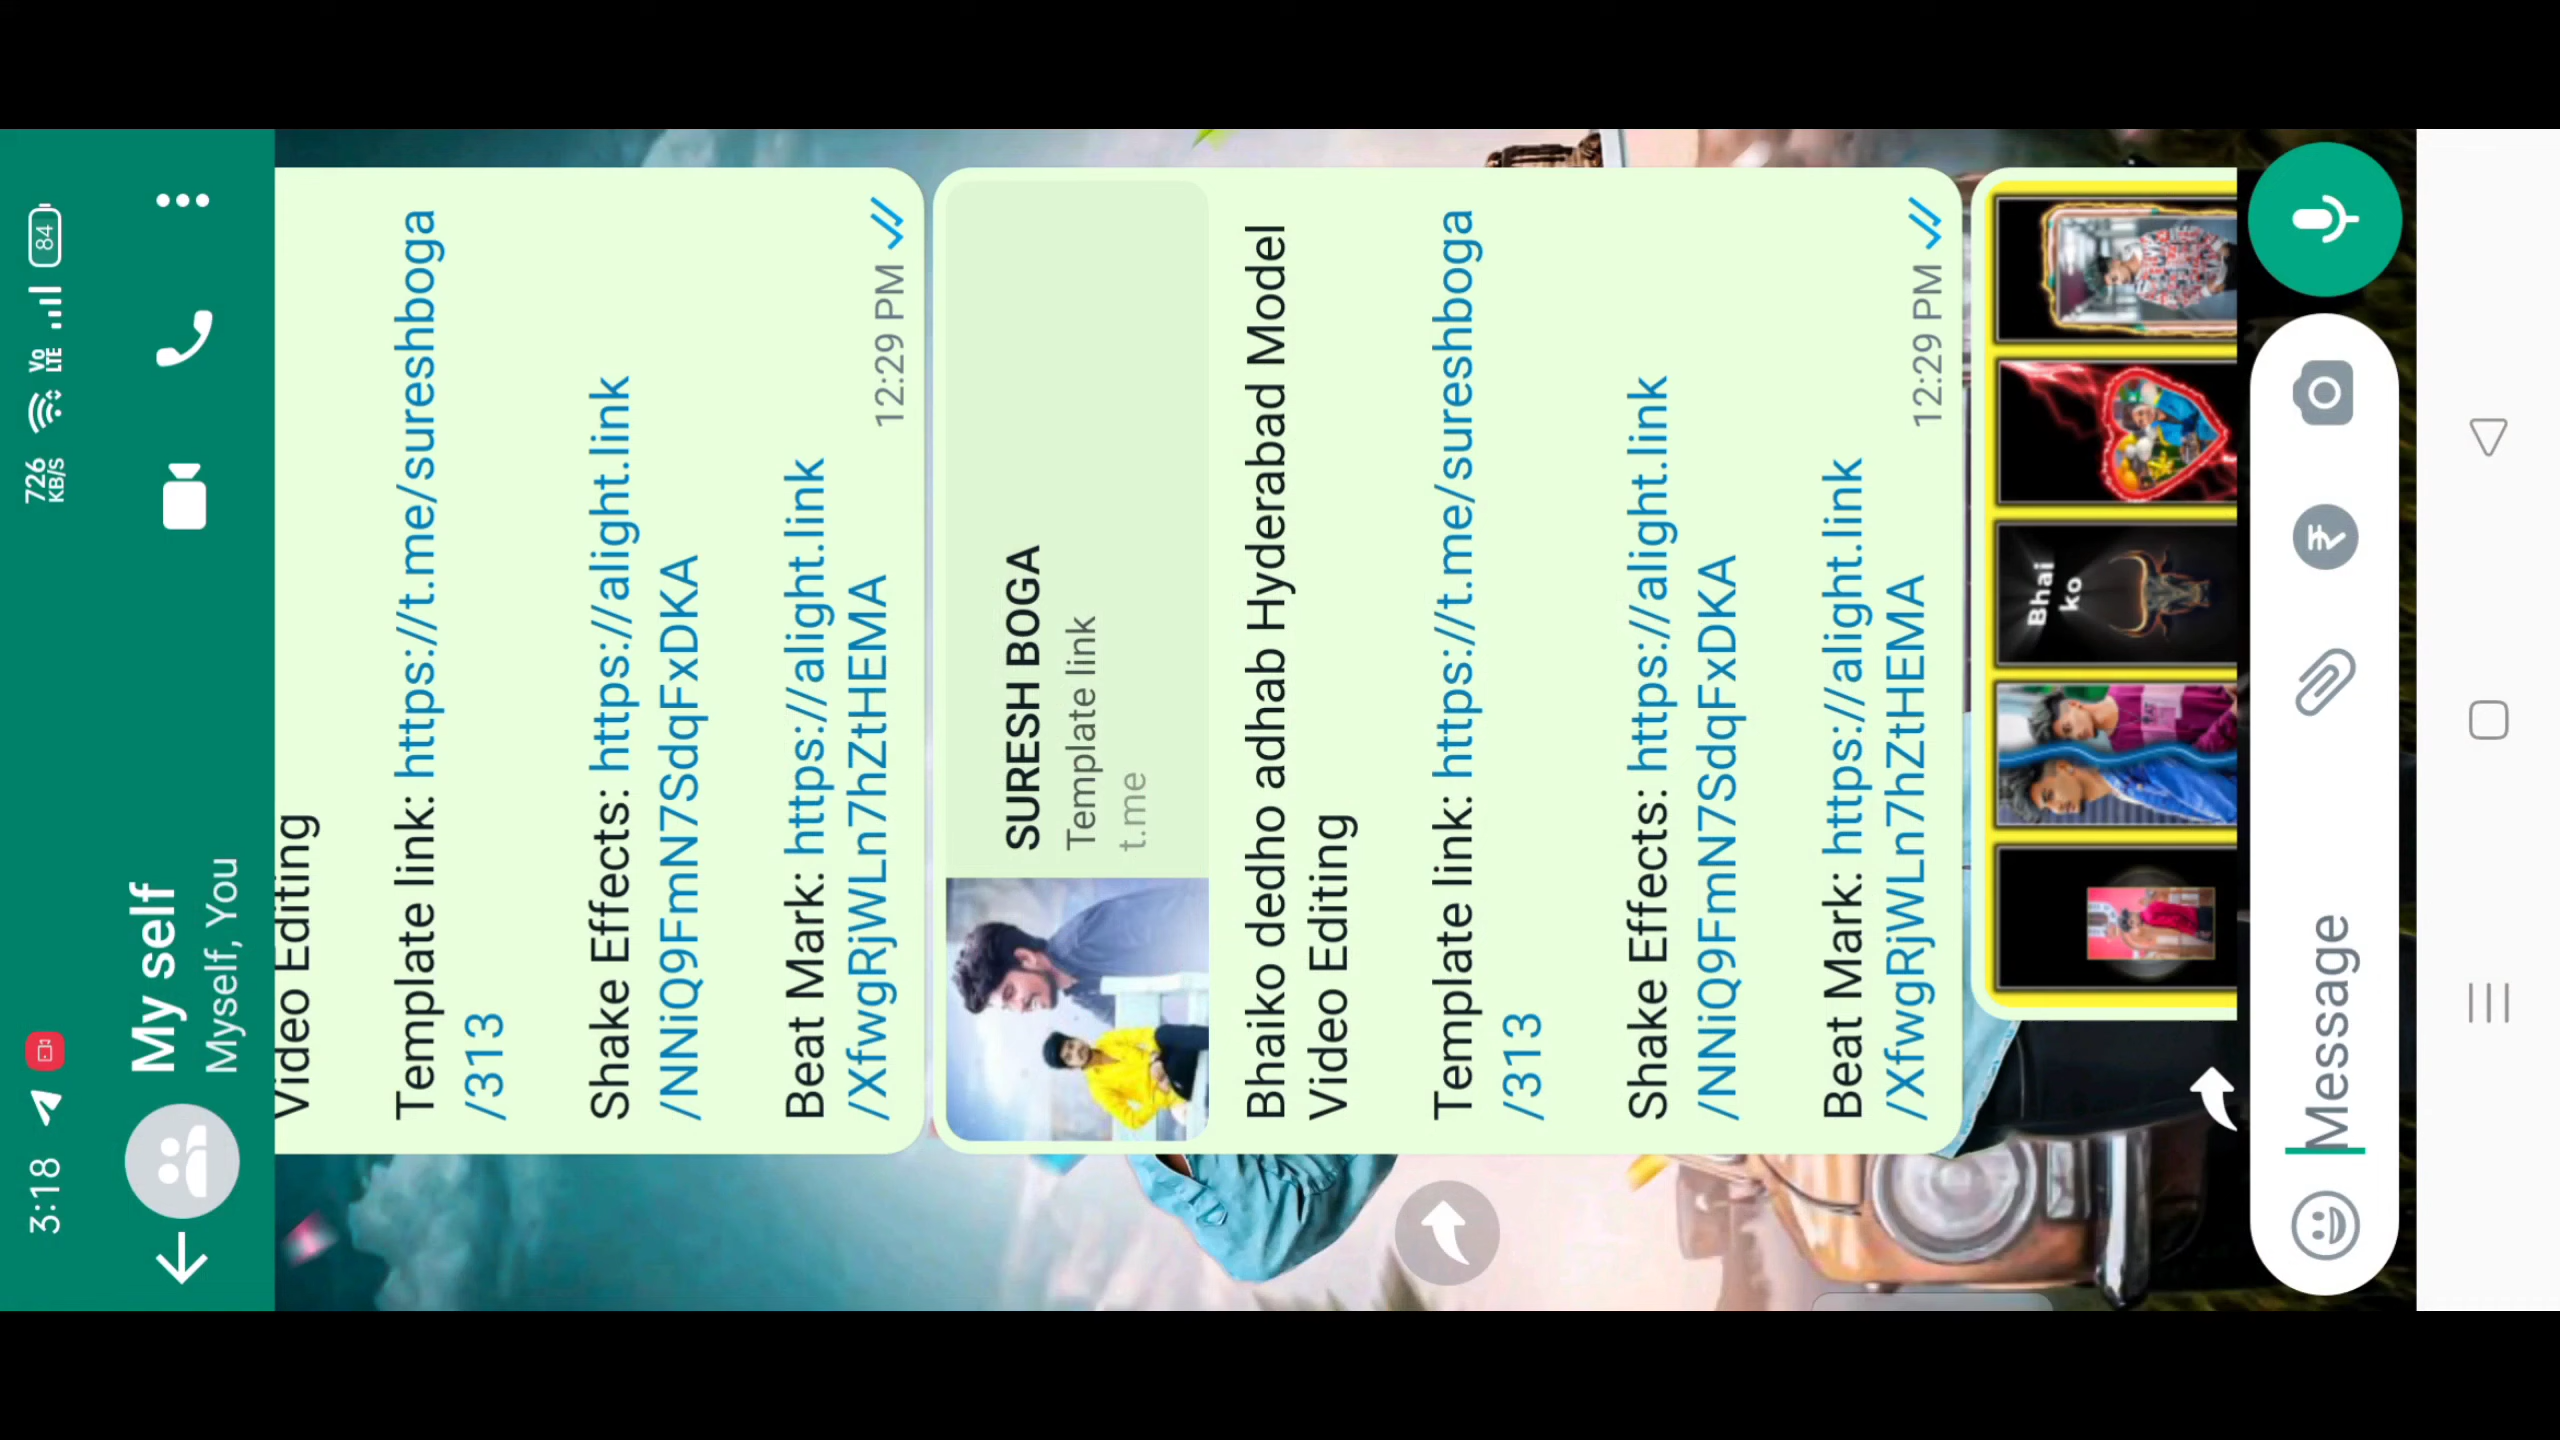 3:18
726
KB/S
Vo
LTE
84
My self
Myself, You
Video Editing
Template link: https://t.me/sureshboga
/313
Shake Effects: https://alight.link
/NNiQ9FmN7SdqFxDKA
Beat Mark: https://alight.link
/XfwgRjWLn7hZtHEMA
12:29 PM
SURESH BOGA
Template link
t.me
Bhaiko dedho adhab Hyderabad Model
Video Editing
Template link: https://t.me/sureshboga
/313
Shake Effects: https://alight.link
/NNiQ9FmN7SdqFxDKA
Beat Mark: https://alight.link
/XfwgRjWLn7hZtHEMA
12:29 PM
Bhai
ko
Message